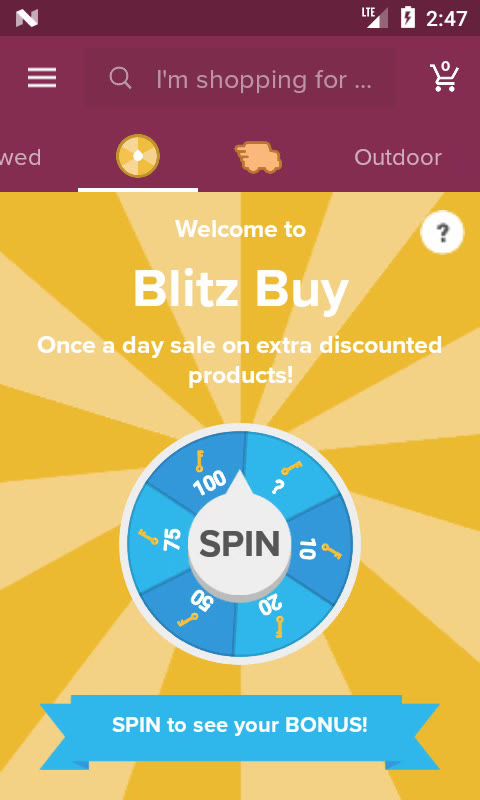 LTE 2:47
I'm shopping for ...
0
wed
Outdoor
Welcome to
?
Blitz Buy
Once a day sale on extra discounted
products!
100
?
75
SPIN
10
50
20
SPIN to see your BONUS!